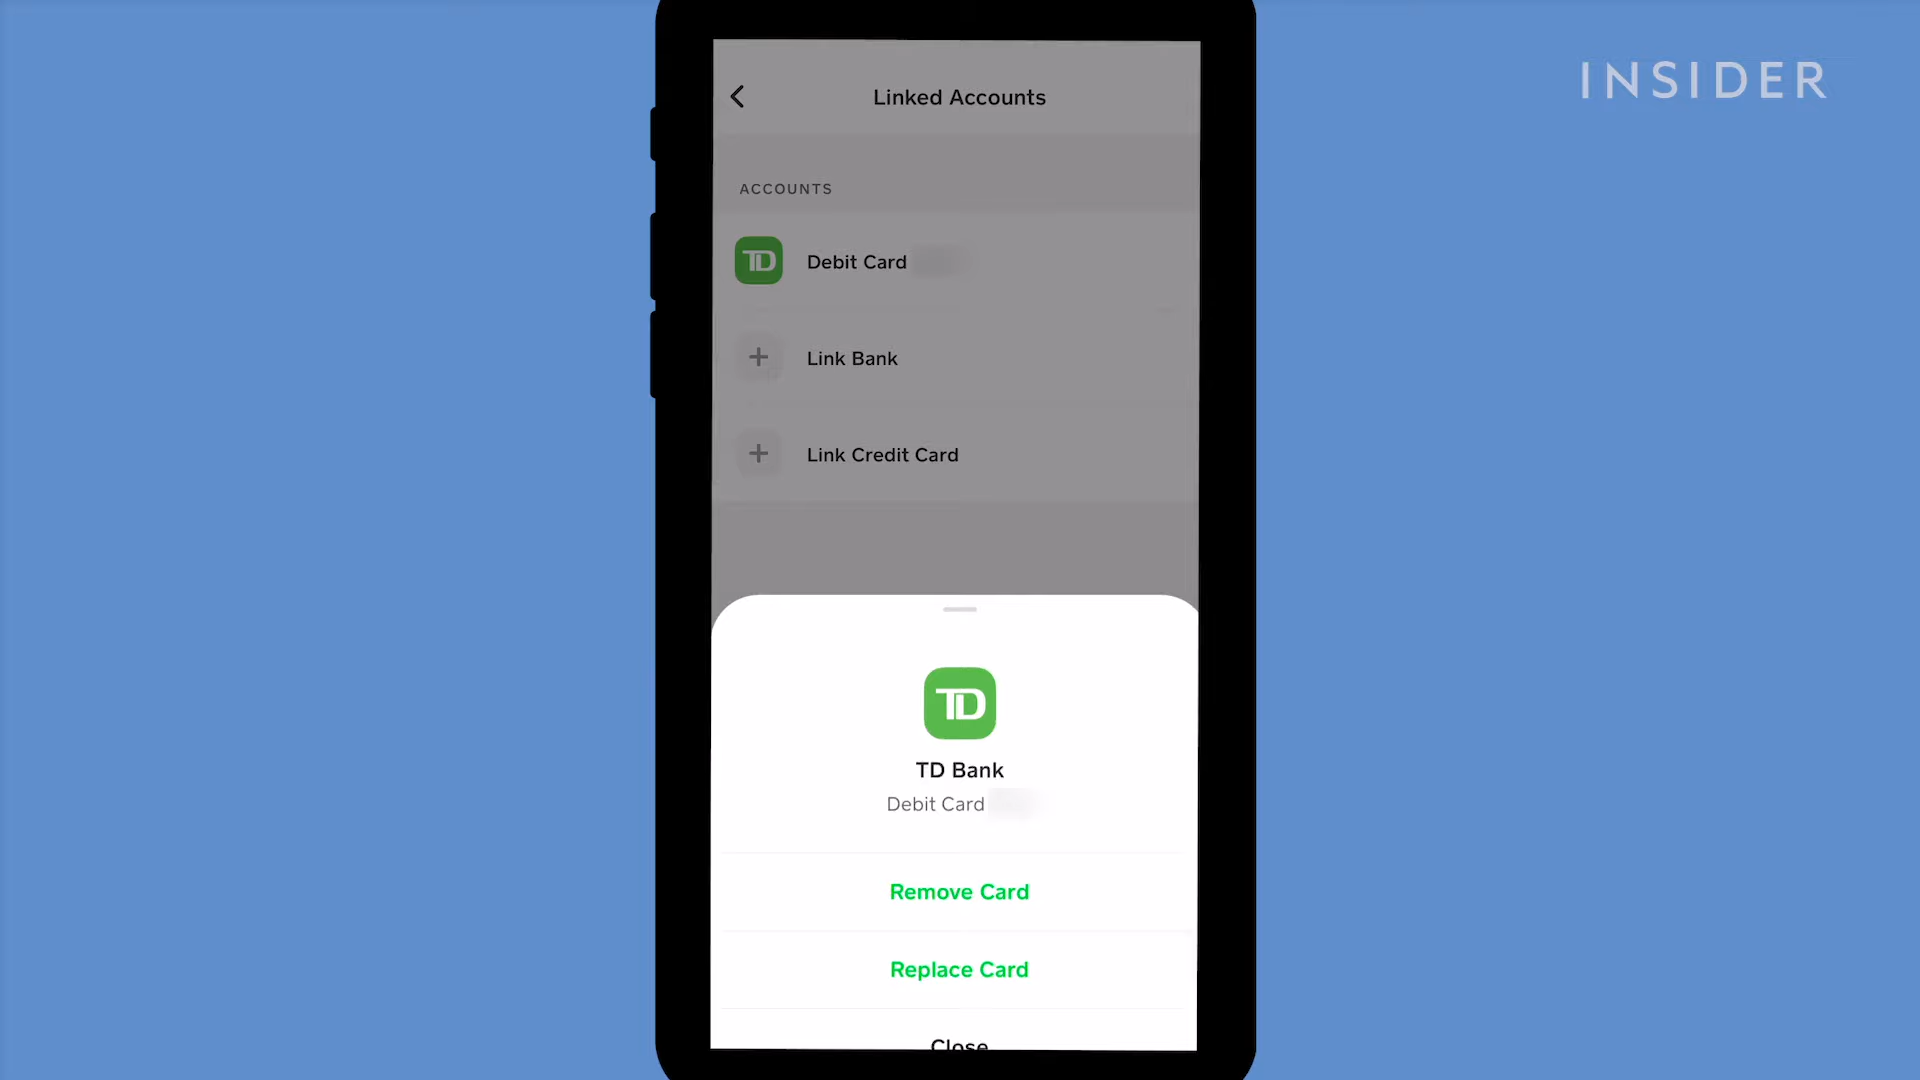 INSIDER
Linked Accounts
ACCOUNTS
TD Debit Card
+ Link Bank
+ Link Credit Card
TD
TD Bank
Debit Card
Remove Card
Replace Card
Close